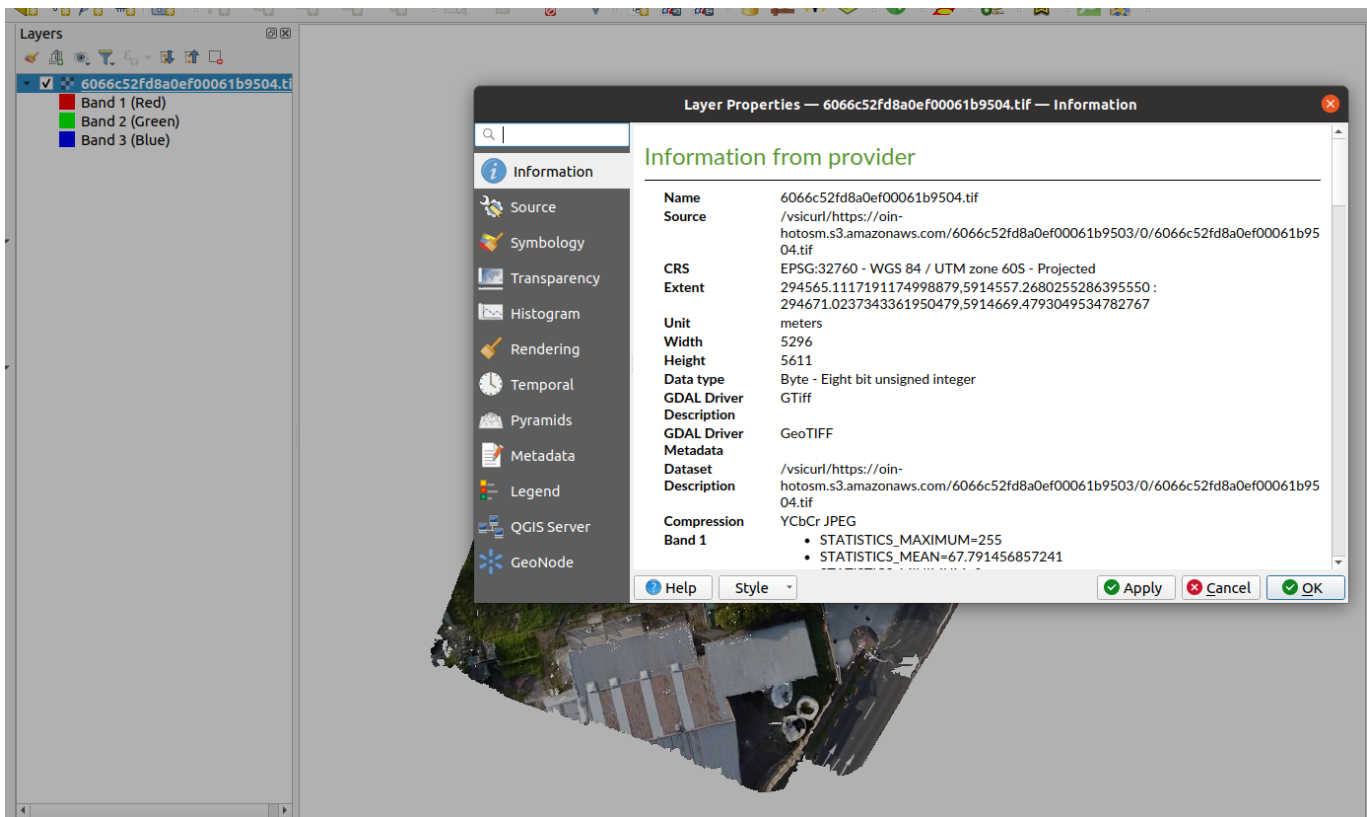 Layers
6066c52fd8a0ef00061b9504.ti
Band 1 (Red)
Band 2 (Green)
Band 3 (Blue)
Layer Properties — 6066c52fd8a0ef00061b9504.tif — Information
Information
Source
Symbology
Transparency
Histogram
Rendering
Temporal
Pyramids
Metadata
Legend
QGIS Server
GeoNode
Information from provider
Name 6066c52fd8a0ef00061b9504.tif
Source /vsicurl/https://oin-
hotosm.s3.amazonaws.com/6066c52fd8a0ef00061b9503/0/6066c52fd8a0ef00061b95
04.tif
CRS EPSG:32760 - WGS 84 / UTM zone 60S - Projected
Extent 294565.1117191174998879,5914557.2680255286395550 :
294671.0237343361950479,5914669.4793049534782767
Unit meters
Width 5296
Height 5611
Data type Byte - Eight bit unsigned integer
GDAL Driver GTiff
Description
GDAL Driver GeoTIFF
Metadata
Dataset /vsicurl/https://oin-
Description hotosm.s3.amazonaws.com/6066c52fd8a0ef00061b9503/0/6066c52fd8a0ef00061b95
04.tif
Compression YCbCr JPEG
Band 1 • STATISTICS_MAXIMUM=255
• STATISTICS_MEAN=67.791456857241
Help Style Apply Cancel OK